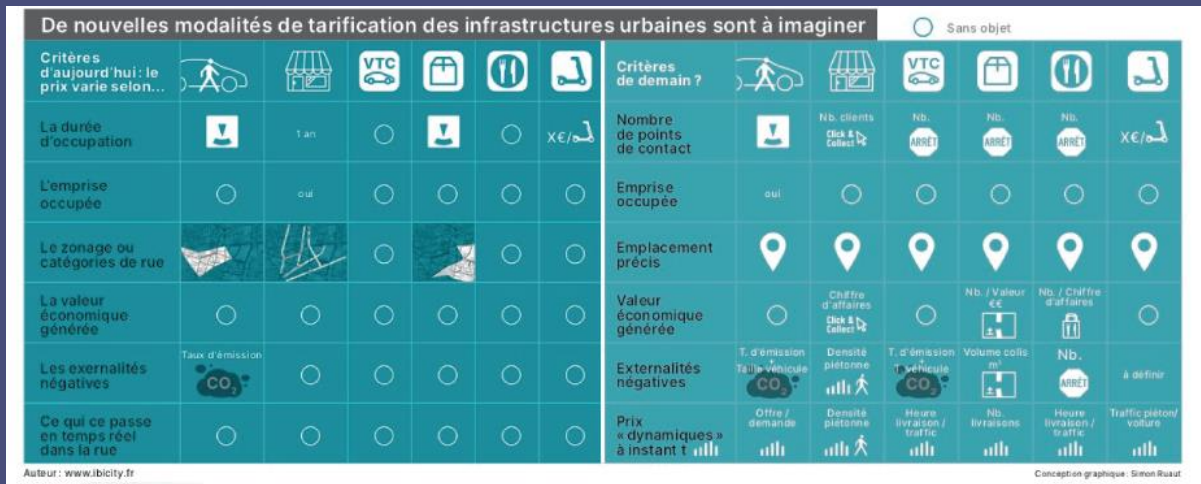 De nouvelles modalités de tarification des infrastructures urbaines sont à imaginer
Sans objet
Critères
d'aujourd'hui : le
prix varie selon...
VTC
La durée
d'occupation
1 an
X€/
L'emprise
occupée
oui
Le zonage ou
catégories de rue
La valeur
économique
générée
Les exernalités
négatives
Taux d'émission
CO₂
Ce qui ce passe
en temps réel
dans la rue
Critères
de demain ?
VTC
Nombre
de points
de contact
Nb. clients
Click &
Collect
Nb.
ARRÊT
Nb.
ARRÊT
Nb.
ARRÊT
X€/
Emprise
occupée
oui
Emplacement
précis
Valeur
économique
générée
Chiffre
d'affaires
Click &
Collect
Nb. / Valeur
€€
Nb. / Chiffre
d'affaires
Externalités
négatives
T. d'émission
+
Taille véhicule
CO₂
Densité
piétonne
T. d'émission
+
T. véhicule
CO₂
Volume colis
m³
Nb.
ARRÊT
à définir
Prix
« dynamiques »
à instant t
Offre /
demande
Densité
piétonne
Heure
livraison /
traffic
Nb.
livraisons
Heure
livraison /
traffic
Traffic piéton/
voiture
Auteur : www.ibicity.fr
Conception graphique : Simon Ruaut